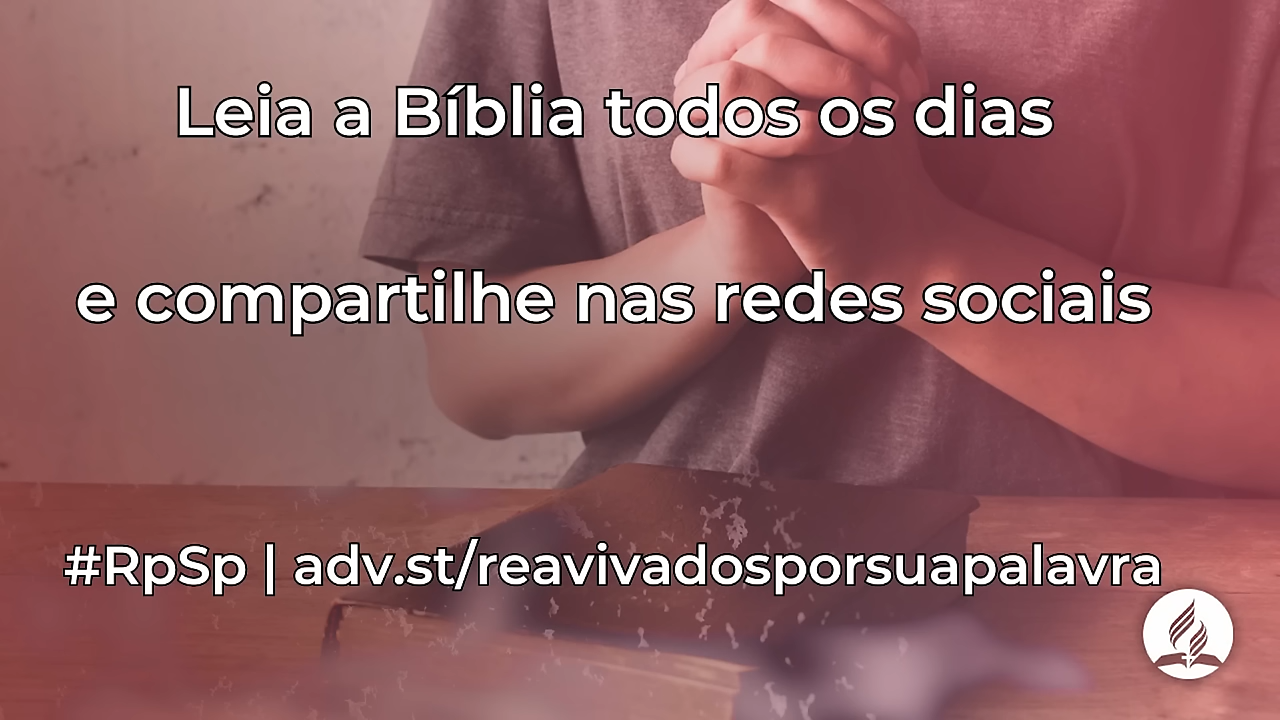 Leia a Bíblia todos os dias
e compartilhe nas redes sociais
#RpSp | adv.st/reavivadosporsuapalavra